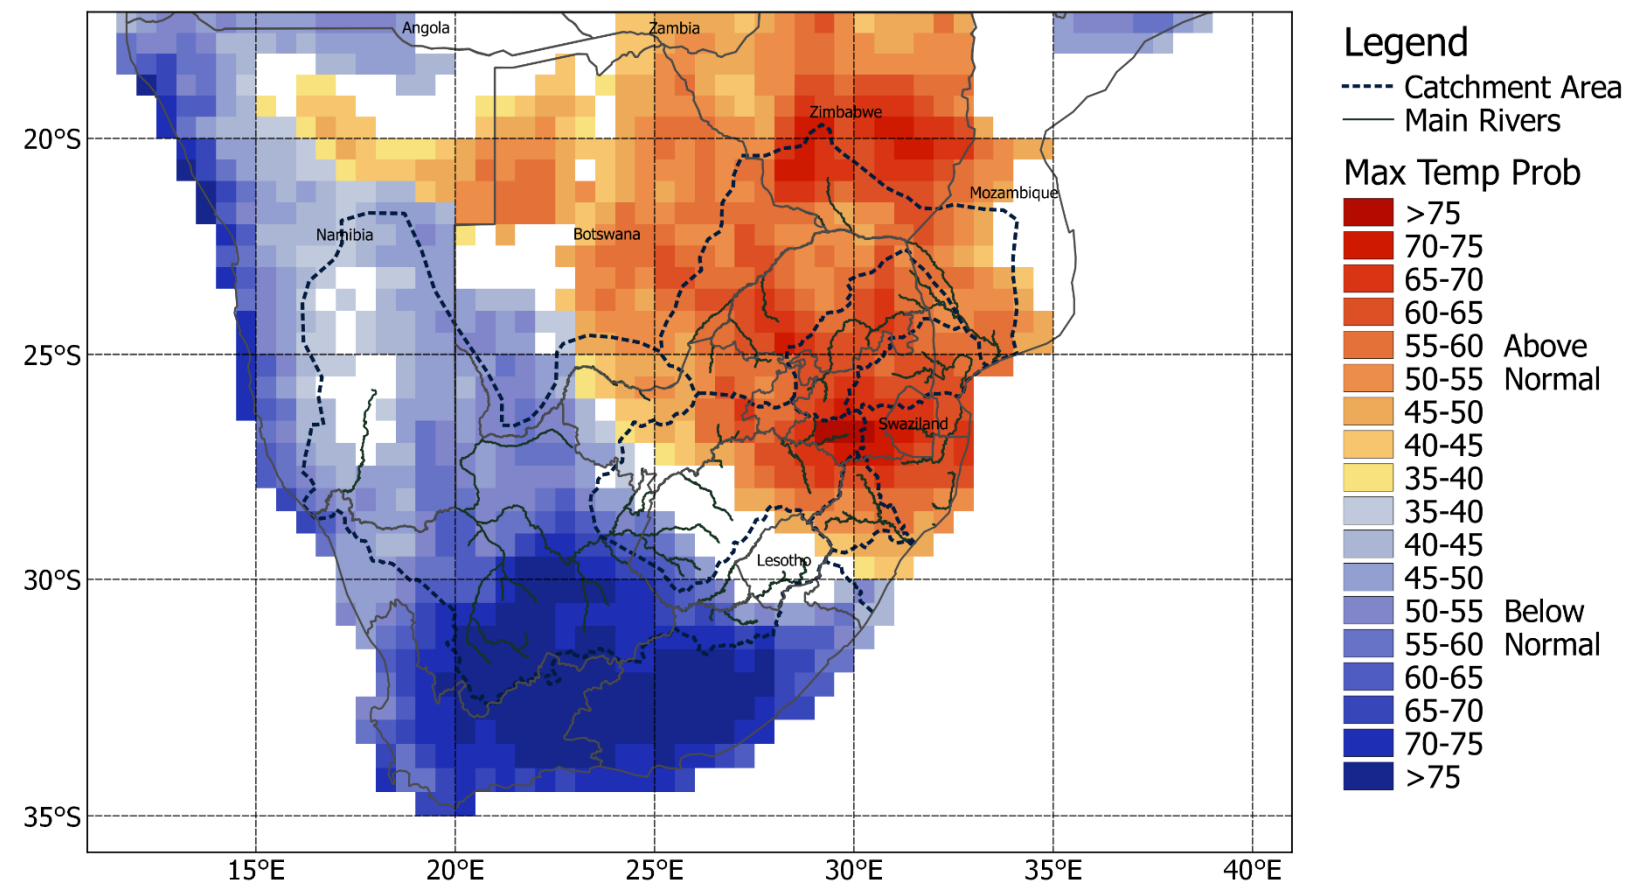 Angola
Zambia
Zimbabwe
Mozambique
Namibia
Botswana
Swaziland
Lesotho
20°S
25°S
30°S
35°S
15°E
20°E
25°E
30°E
35°E
40°E
Legend
Catchment Area
Main Rivers
Max Temp Prob
>75
70-75
65-70
60-65
55-60 Above
50-55 Normal
45-50
40-45
35-40
35-40
40-45
45-50
50-55 Below
55-60 Normal
60-65
65-70
70-75
>75